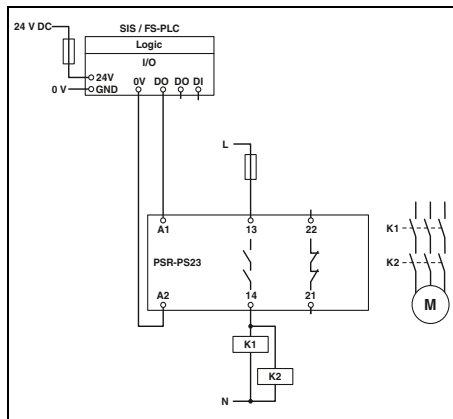 24 V DC
SIS / FS-PLC
Logic
I/O
24V
0V DO DO DI
0 V
GND
L
A1 13 22
K1
PSR-PS23
K2
A2 14 21
M
K1
K2
N